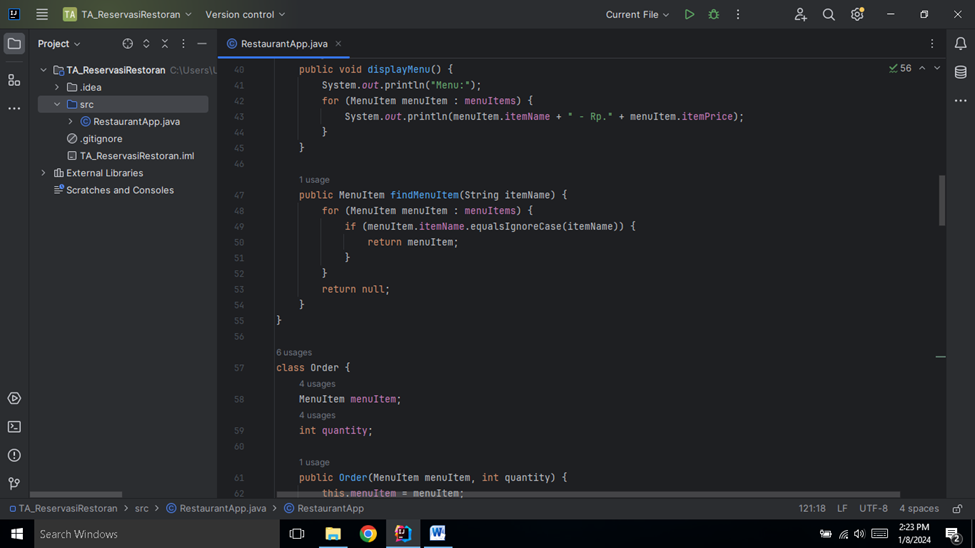 TA TA_ReservasiRestoran Version control Current File
Project
RestaurantApp.java
TA_ReservasiRestoran C:\Users\U
.idea
src
RestaurantApp.java
.gitignore
TA_ReservasiRestoran.iml
External Libraries
Scratches and Consoles
56
40 public void displayMenu() {
41 System.out.println("Menu:");
42 for (MenuItem menuItem : menuItems) {
43 System.out.println(menuItem.itemName + " - Rp." + menuItem.itemPrice);
44 }
45 }
46
1 usage
47 public MenuItem findMenuItem(String itemName) {
48 for (MenuItem menuItem : menuItems) {
49 if (menuItem.itemName.equalsIgnoreCase(itemName)) {
50 return menuItem;
51 }
52 }
53 return null;
54 }
55 }
56
6 usages
57 class Order {
4 usages
58 MenuItem menuItem;
4 usages
59 int quantity;
60
1 usage
61 public Order(MenuItem menuItem, int quantity) {
62 this.menuItem = menuItem;
TA_ReservasiRestoran > src > RestaurantApp.java > RestaurantApp 121:18 LF UTF-8 4 spaces
Search Windows
2:23 PM
1/8/2024
2